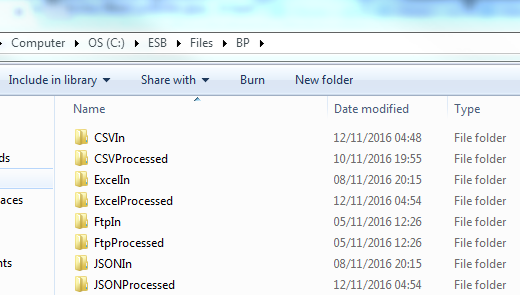 Computer OS (C:) ESB Files BP
Include in library Share with Burn New folder
Name Date modified Type
CSVIn 12/11/2016 04:48 File folder
ds CSVProcessed 10/11/2016 19:55 File folder
ExcelIn 08/11/2016 20:15 File folder
aces ExcelProcessed 12/11/2016 04:54 File folder
FtpIn 05/11/2016 12:26 File folder
FtpProcessed 05/11/2016 12:26 File folder
nts JSONIn 08/11/2016 20:15 File folder
JSONProcessed 12/11/2016 04:54 File folder